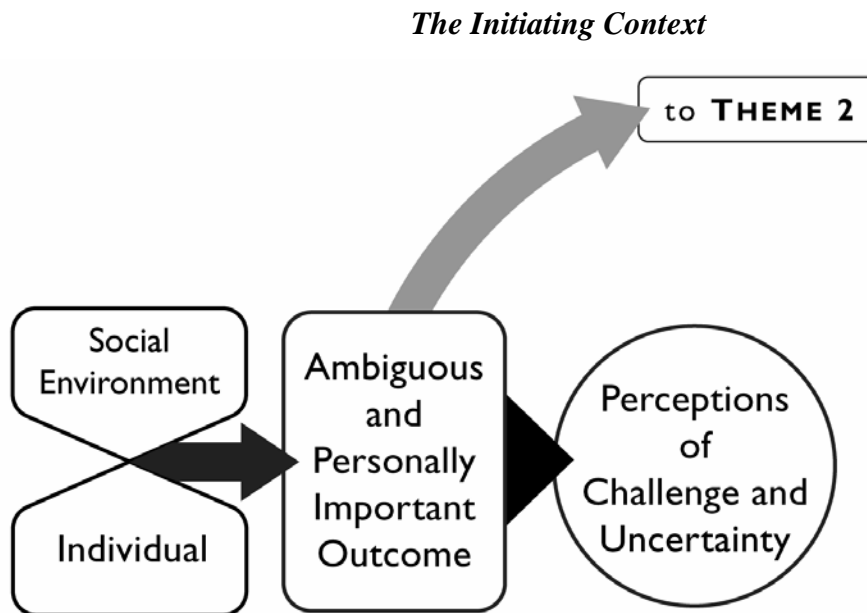 The Initiating Context
to THEME 2
Social
Environment
Individual
Ambiguous
and
Personally
Important
Outcome
Perceptions
of
Challenge and
Uncertainty